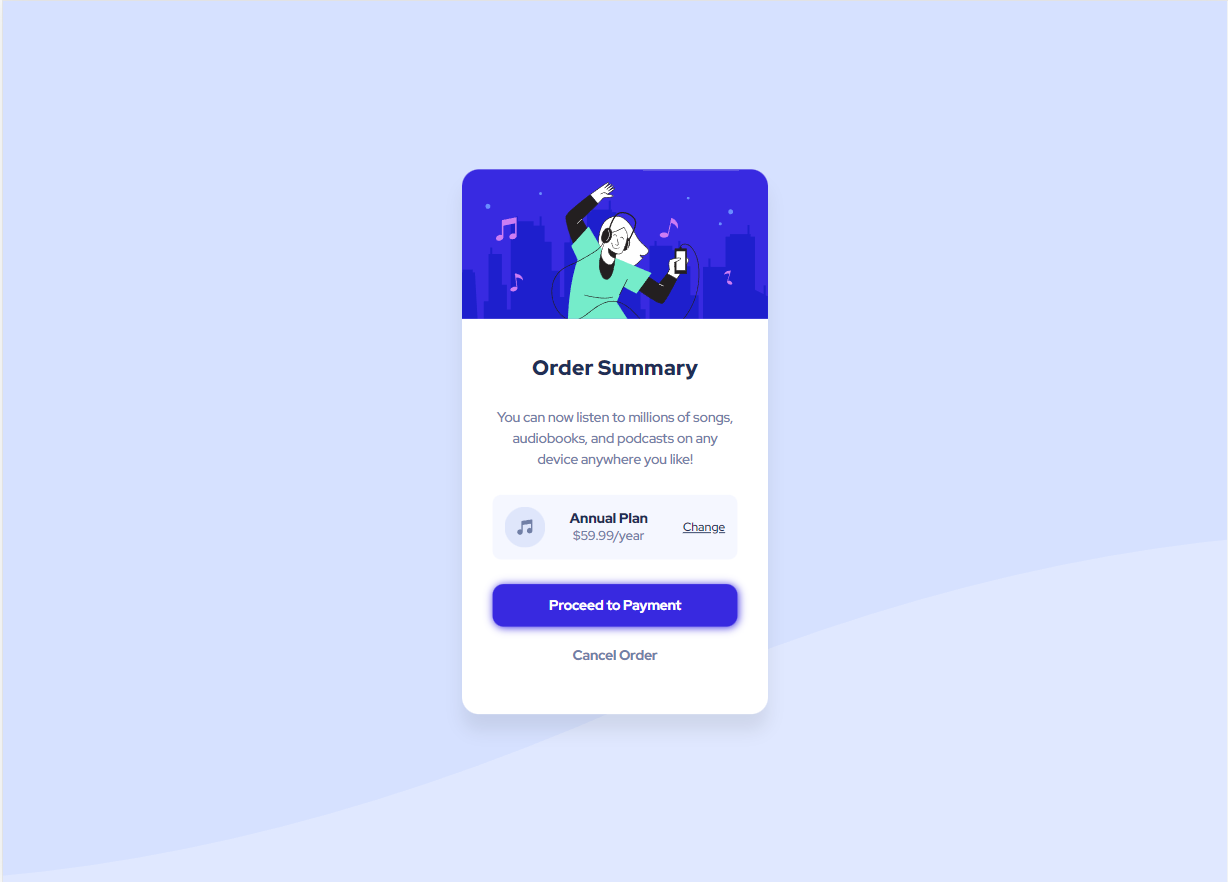 Order Summary
You can now listen to millions of songs,
audiobooks, and podcasts on any
device anywhere you like!
Annual Plan
$59.99/year
Change
Proceed to Payment
Cancel Order